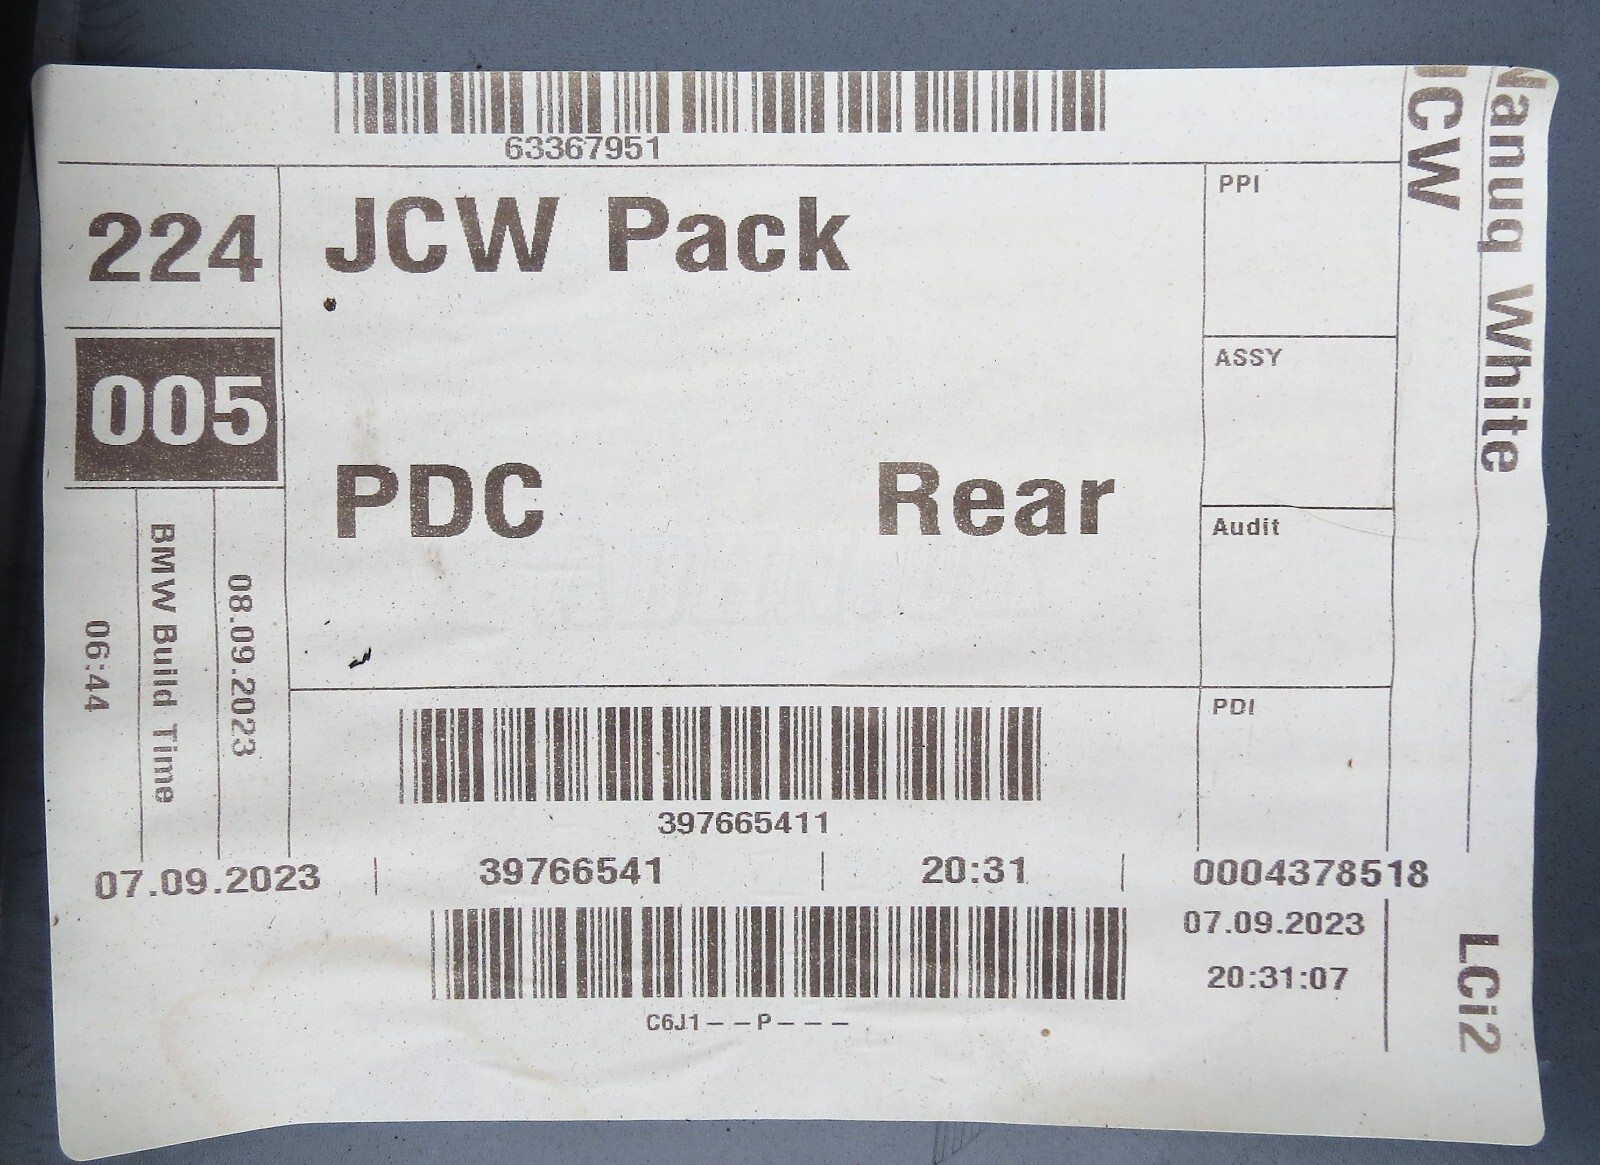 63367951
224
JCW Pack
PPI
JCW
Nanuq White
ASSY
005
PDC Rear
Audit
08.09.2023
BMW Build Time
06:44
PDI
397665411
07.09.2023 | 39766541 | 20:31 | 0004378518
07.09.2023
20:31:07
C6J1--P---
LCi2